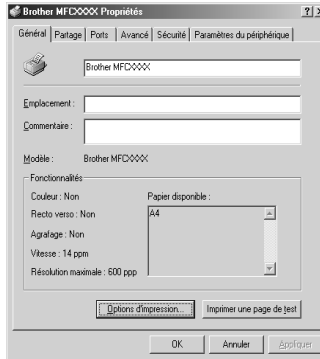 Brother MFCXXXX Propriétés
Général Partage Ports Avancé Sécurité Paramètres du périphérique
Brother MFCXXXX
Emplacement :
Commentaire :
Modèle : Brother MFCXXXX
Fonctionnalités
Couleur : Non Papier disponible :
Recto verso : Non A4
Agrafage : Non
Vitesse : 14 ppm
Résolution maximale : 600 ppp
Options d'impression... Imprimer une page de test
OK Annuler Appliquer